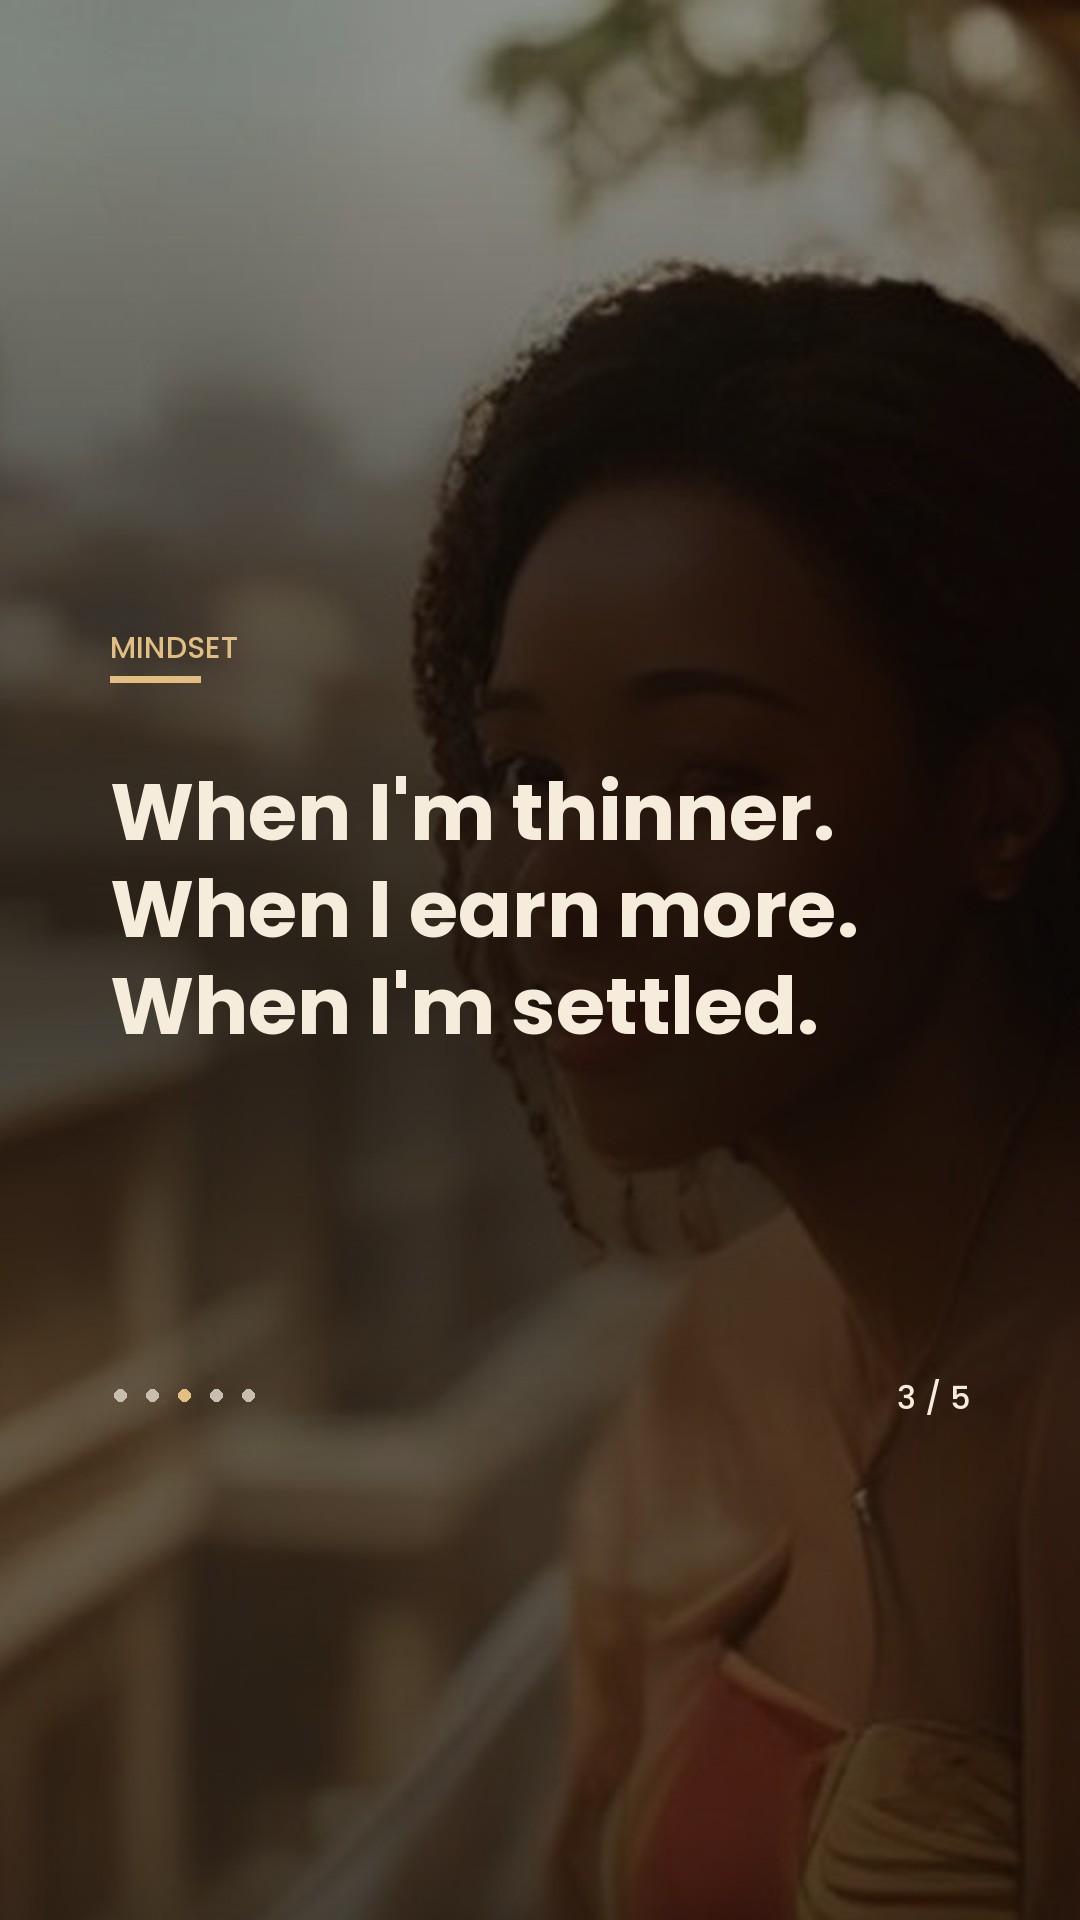 MINDSET
When I'm thinner.
When I earn more.
When I'm settled.
3 / 5